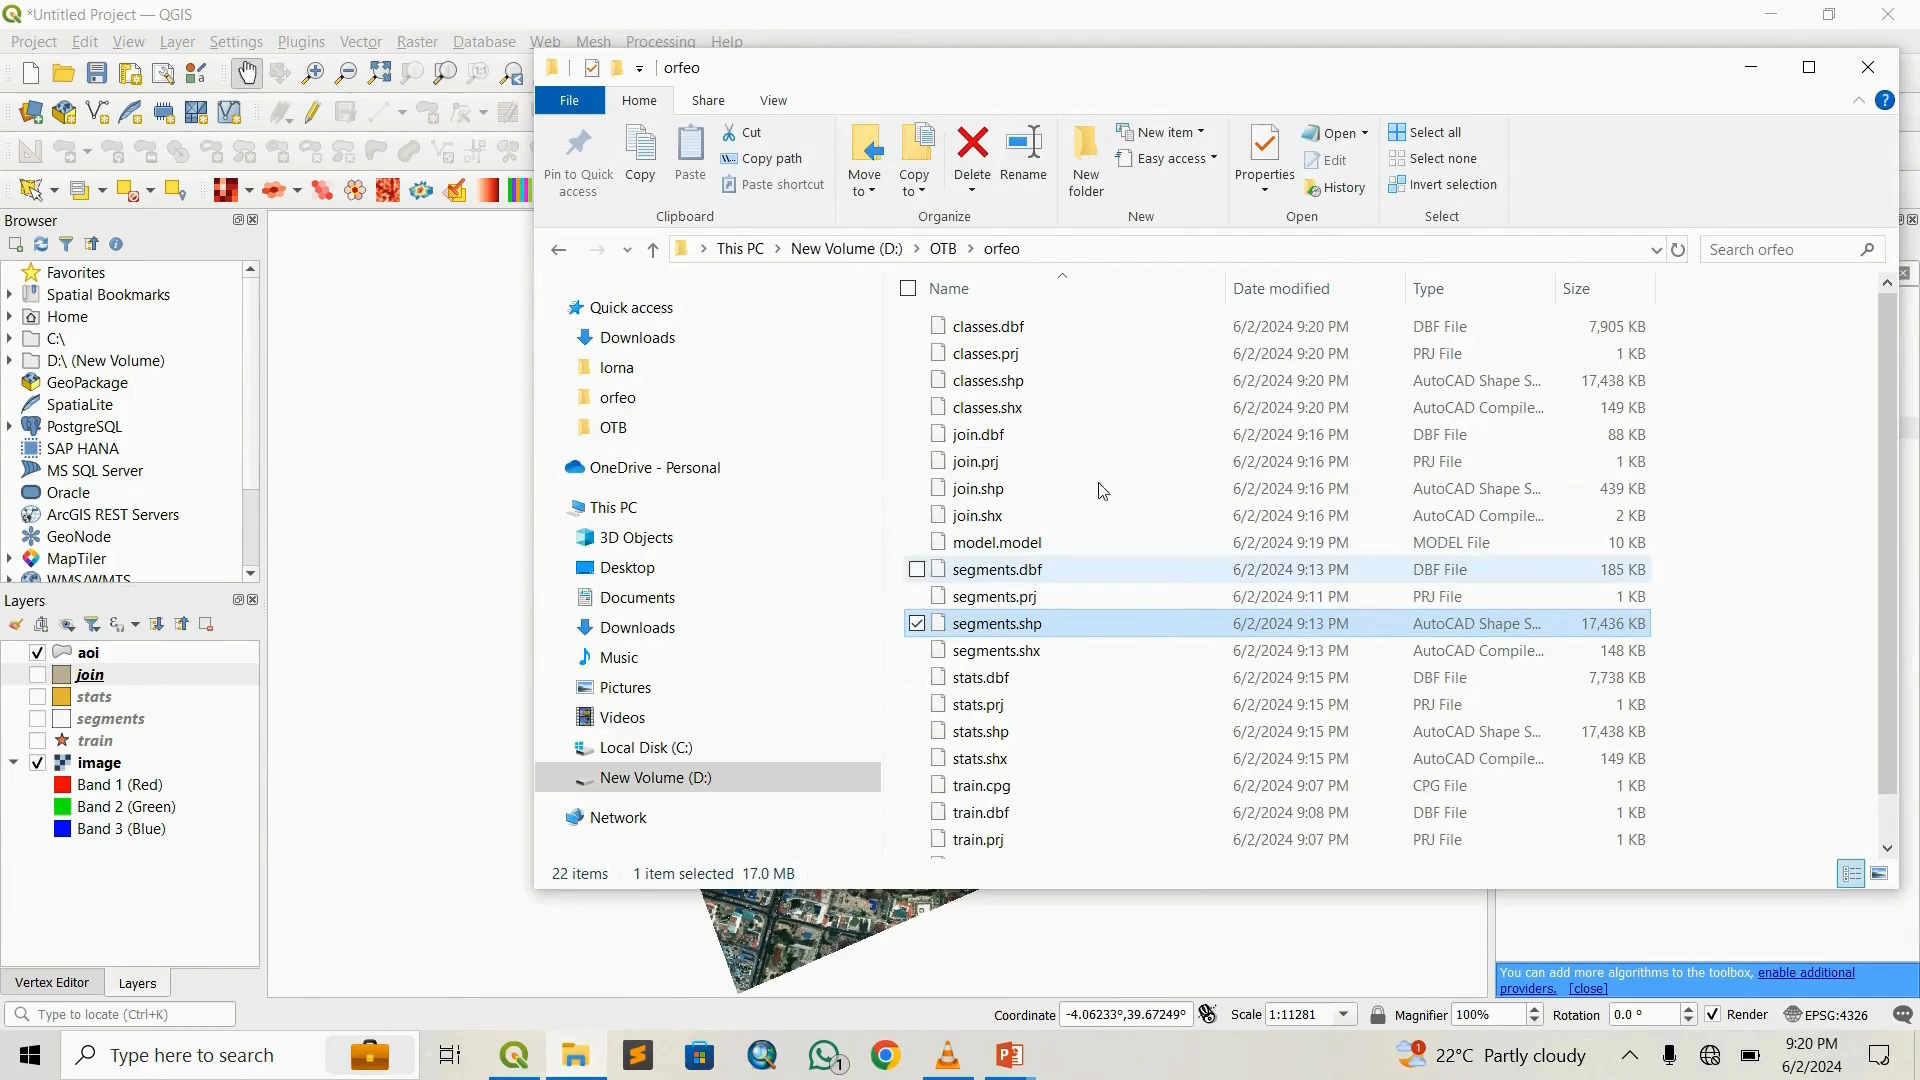 *Untitled Project — QGIS
Project Edit View Layer Settings Plugins Vector Raster Database Web Mesh Processing Help
orfeo
File Home Share View
Pin to Quick access
Copy
Paste
Cut
Copy path
Paste shortcut
Clipboard
Move to
Copy to
Delete
Rename
Organize
New folder
New item
Easy access
New
Properties
Open
Edit
History
Open
Select all
Select none
Invert selection
Select
This PC > New Volume (D:) > OTB > orfeo
Search orfeo
Browser
Favorites
Spatial Bookmarks
Home
C:\
D:\ (New Volume)
GeoPackage
SpatiaLite
PostgreSQL
SAP HANA
MS SQL Server
Oracle
ArcGIS REST Servers
GeoNode
MapTiler
WMS/WMTS
Layers
aoi
join
stats
segments
train
image
Band 1 (Red)
Band 2 (Green)
Band 3 (Blue)
Vertex Editor Layers
Quick access
Downloads
lorna
orfeo
OTB
OneDrive - Personal
This PC
3D Objects
Desktop
Documents
Downloads
Music
Pictures
Videos
Local Disk (C:)
New Volume (D:)
Network
Name Date modified Type Size
classes.dbf 6/2/2024 9:20 PM DBF File 7,905 KB
classes.prj 6/2/2024 9:20 PM PRJ File 1 KB
classes.shp 6/2/2024 9:20 PM AutoCAD Shape S... 17,438 KB
classes.shx 6/2/2024 9:20 PM AutoCAD Compile... 149 KB
join.dbf 6/2/2024 9:16 PM DBF File 88 KB
join.prj 6/2/2024 9:16 PM PRJ File 1 KB
join.shp 6/2/2024 9:16 PM AutoCAD Shape S... 439 KB
join.shx 6/2/2024 9:16 PM AutoCAD Compile... 2 KB
model.model 6/2/2024 9:19 PM MODEL File 10 KB
segments.dbf 6/2/2024 9:13 PM DBF File 185 KB
segments.prj 6/2/2024 9:11 PM PRJ File 1 KB
segments.shp 6/2/2024 9:13 PM AutoCAD Shape S... 17,436 KB
segments.shx 6/2/2024 9:13 PM AutoCAD Compile... 148 KB
stats.dbf 6/2/2024 9:15 PM DBF File 7,738 KB
stats.prj 6/2/2024 9:15 PM PRJ File 1 KB
stats.shp 6/2/2024 9:15 PM AutoCAD Shape S... 17,438 KB
stats.shx 6/2/2024 9:15 PM AutoCAD Compile... 149 KB
train.cpg 6/2/2024 9:07 PM CPG File 1 KB
train.dbf 6/2/2024 9:08 PM DBF File 1 KB
train.prj 6/2/2024 9:07 PM PRJ File 1 KB
22 items 1 item selected 17.0 MB
You can add more algorithms to the toolbox, enable additional
providers. [close]
Type to locate (Ctrl+K)
Coordinate -4.06233°,39.67249° Scale 1:11281 Magnifier 100% Rotation 0.0 ° Render EPSG:4326
Type here to search
1
1
22°C Partly cloudy
9:20 PM
6/2/2024